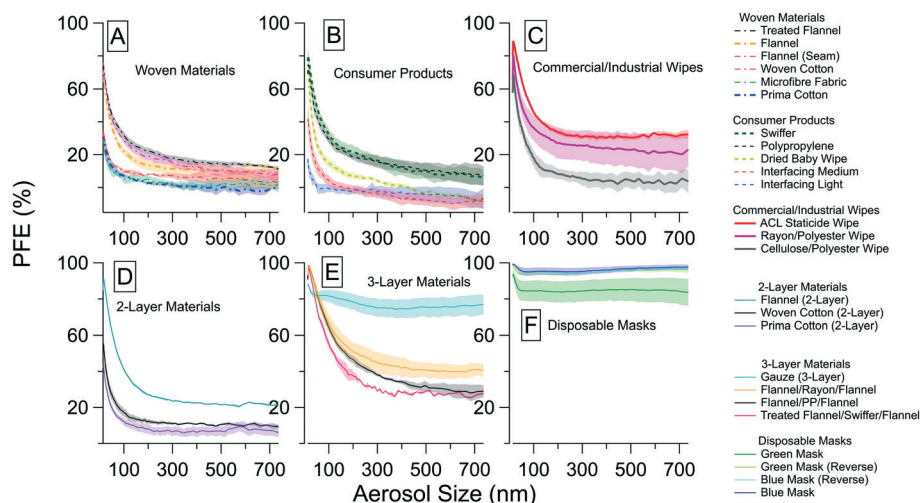 A
Woven Materials
B
Consumer Products
C
Commercial/Industrial Wipes
100
80
60
40
20
100 300 500 700
100 300 500 700
100 300 500 700
PFE (%)
D
2-Layer Materials
E
3-Layer Materials
F
Disposable Masks
100
60
20
100
60
20
100
60
20
100 300 500 700
100 300 500 700
100 300 500 700
Aerosol Size (nm)
Woven Materials
Treated Flannel
Flannel
Flannel (Seam)
Woven Cotton
Microfibre Fabric
Prima Cotton
Consumer Products
Swiffer
Polypropylene
Dried Baby Wipe
Interfacing Medium
Interfacing Light
Commercial/Industrial Wipes
ACL Staticide Wipe
Rayon/Polyester Wipe
Cellulose/Polyester Wipe
2-Layer Materials
Flannel (2-Layer)
Woven Cotton (2-Layer)
Prima Cotton (2-Layer)
3-Layer Materials
Gauze (3-Layer)
Flannel/Rayon/Flannel
Flannel/PP/Flannel
Treated Flannel/Swiffer/Flannel
Disposable Masks
Green Mask
Green Mask (Reverse)
Blue Mask (Reverse)
Blue Mask